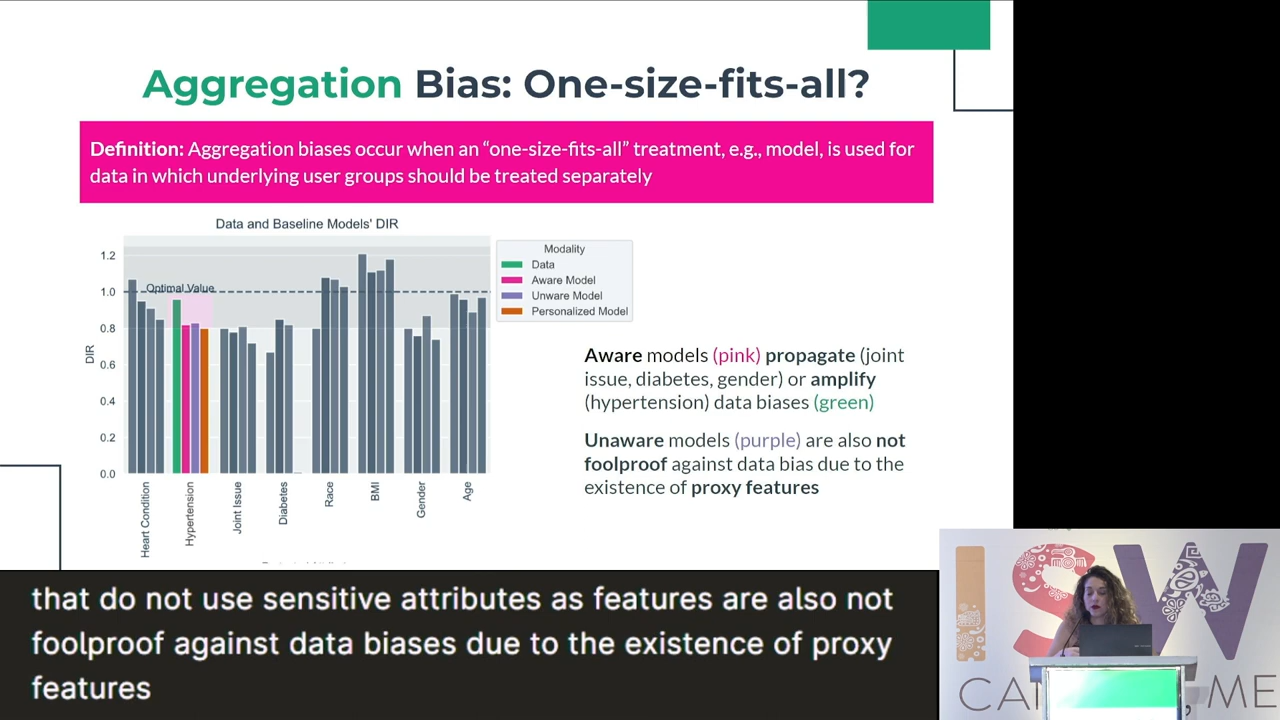 Aggregation Bias: One-size-fits-all?
Definition: Aggregation biases occur when an “one-size-fits-all” treatment, e.g., model, is used for
data in which underlying user groups should be treated separately
Data and Baseline Models' DIR
1.2
1.0
0.8
0.6
0.4
0.2
0.0
DIR
Optimal Value
Heart Condition
Hypertension
Joint Issue
Diabetes
Race
BMI
Gender
Age
Modality
Data
Aware Model
Unware Model
Personalized Model
Aware models (pink) propagate (joint
issue, diabetes, gender) or amplify
(hypertension) data biases (green)
Unaware models (purple) are also not
foolproof against data bias due to the
existence of proxy features
that do not use sensitive attributes as features are also not
foolproof against data biases due to the existence of proxy
features
ISW
CA
ME